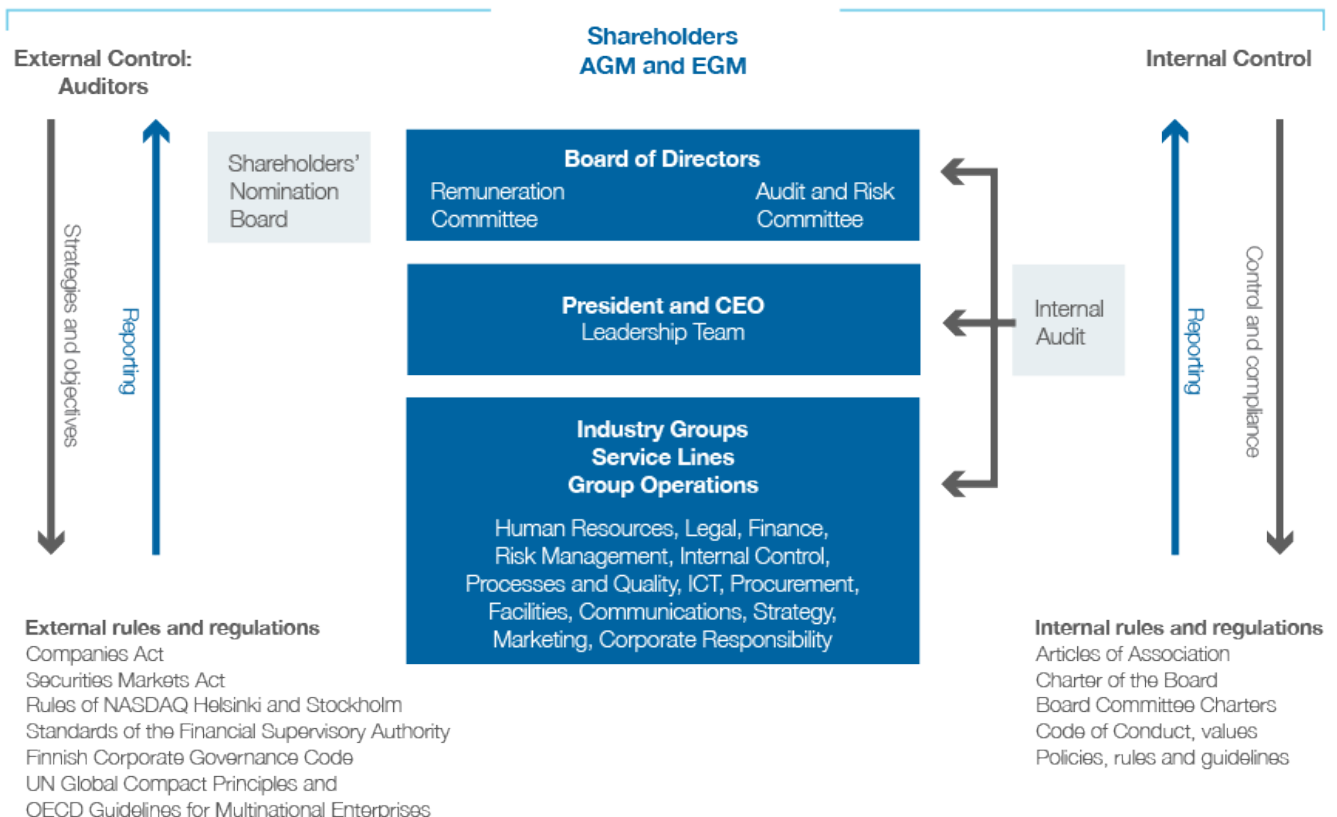 Shareholders
AGM and EGM
External Control:
Auditors
Internal Control
Strategies and objectives
Reporting
Shareholders'
Nomination
Board
Board of Directors
Remuneration
Committee
Audit and Risk
Committee
President and CEO
Leadership Team
Internal
Audit
Reporting
Control and compliance
Industry Groups
Service Lines
Group Operations
Human Resources, Legal, Finance,
Risk Management, Internal Control,
Processes and Quality, ICT, Procurement,
Facilities, Communications, Strategy,
Marketing, Corporate Responsibility
External rules and regulations
Companies Act
Securities Markets Act
Rules of NASDAQ Helsinki and Stockholm
Standards of the Financial Supervisory Authority
Finnish Corporate Governance Code
UN Global Compact Principles and
OECD Guidelines for Multinational Enterprises
Internal rules and regulations
Articles of Association
Charter of the Board
Board Committee Charters
Code of Conduct, values
Policies, rules and guidelines